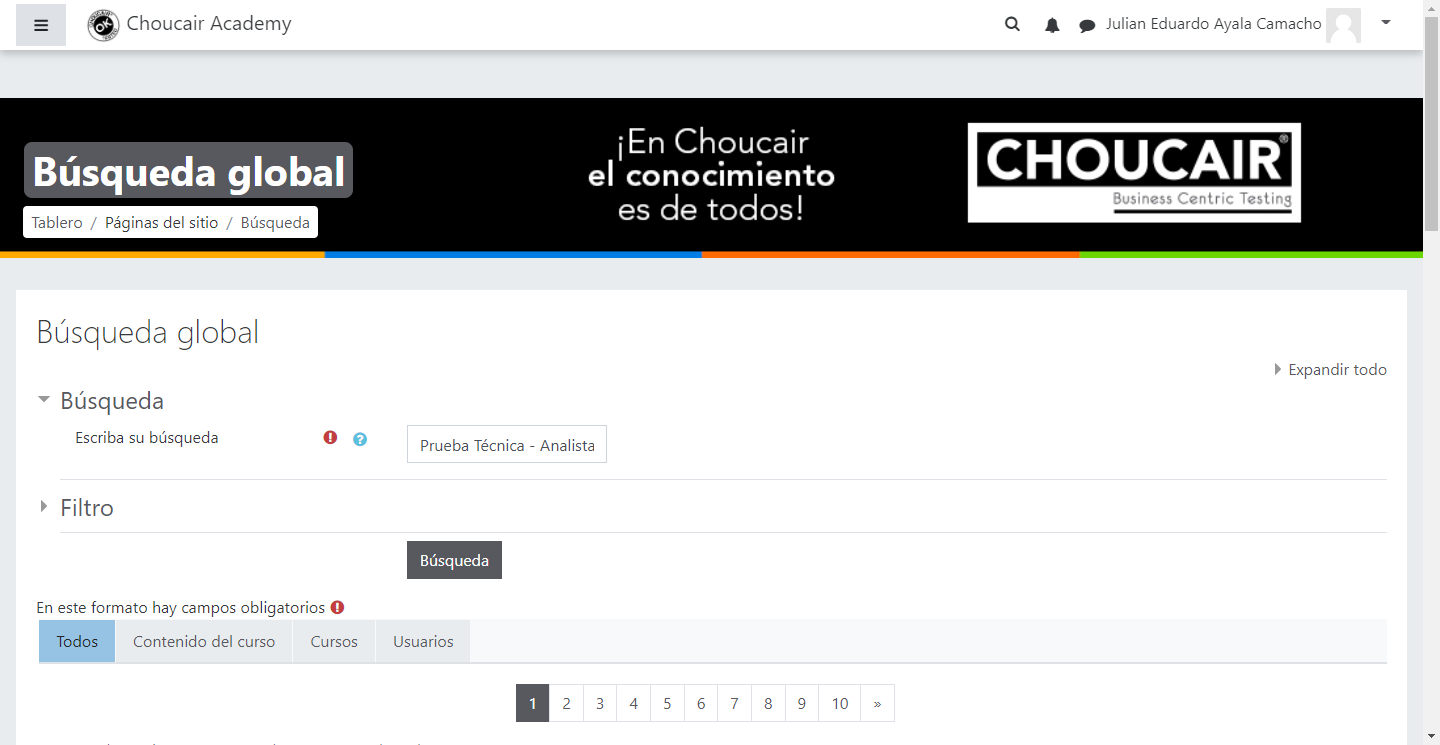 Choucair Academy
Julian Eduardo Ayala Camacho
Búsqueda global
Tablero / Páginas del sitio / Búsqueda
¡En Choucair
el conocimiento
es de todos!
CHOUCAIR®
Business Centric Testing
Búsqueda global
Expandir todo
Búsqueda
Escriba su búsqueda
Prueba Técnica - Analista
Filtro
Búsqueda
En este formato hay campos obligatorios
Todos Contenido del curso Cursos Usuarios
1 2 3 4 5 6 7 8 9 10 »